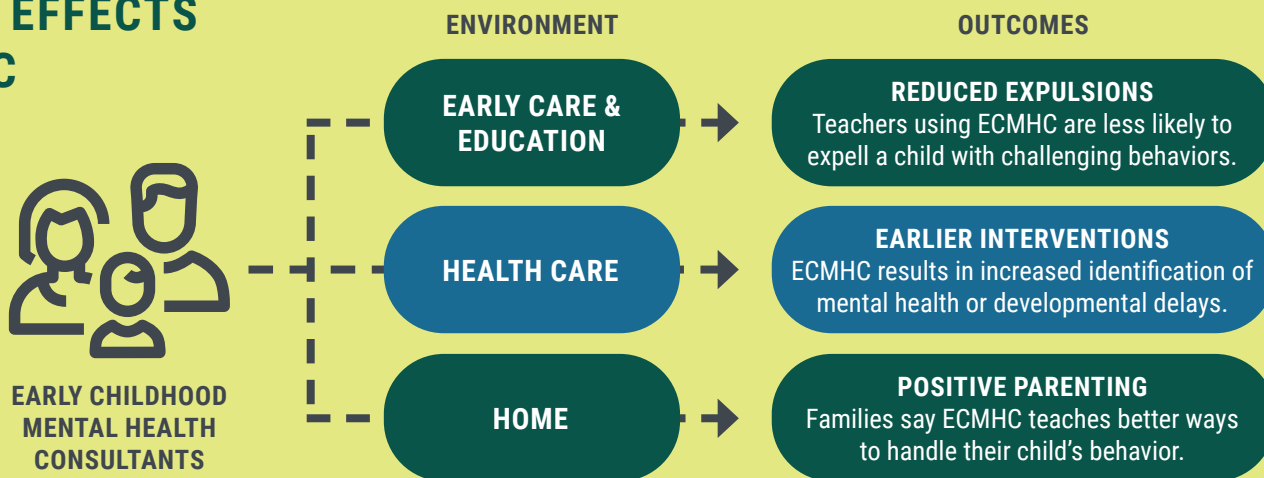 EFFECTS
C
ENVIRONMENT
OUTCOMES
EARLY CARE &
EDUCATION
REDUCED EXPULSIONS
Teachers using ECMHC are less likely to
expell a child with challenging behaviors.
HEALTH CARE
EARLIER INTERVENTIONS
ECMHC results in increased identification of
mental health or developmental delays.
HOME
POSITIVE PARENTING
Families say ECMHC teaches better ways
to handle their child's behavior.
EARLY CHILDHOOD
MENTAL HEALTH
CONSULTANTS